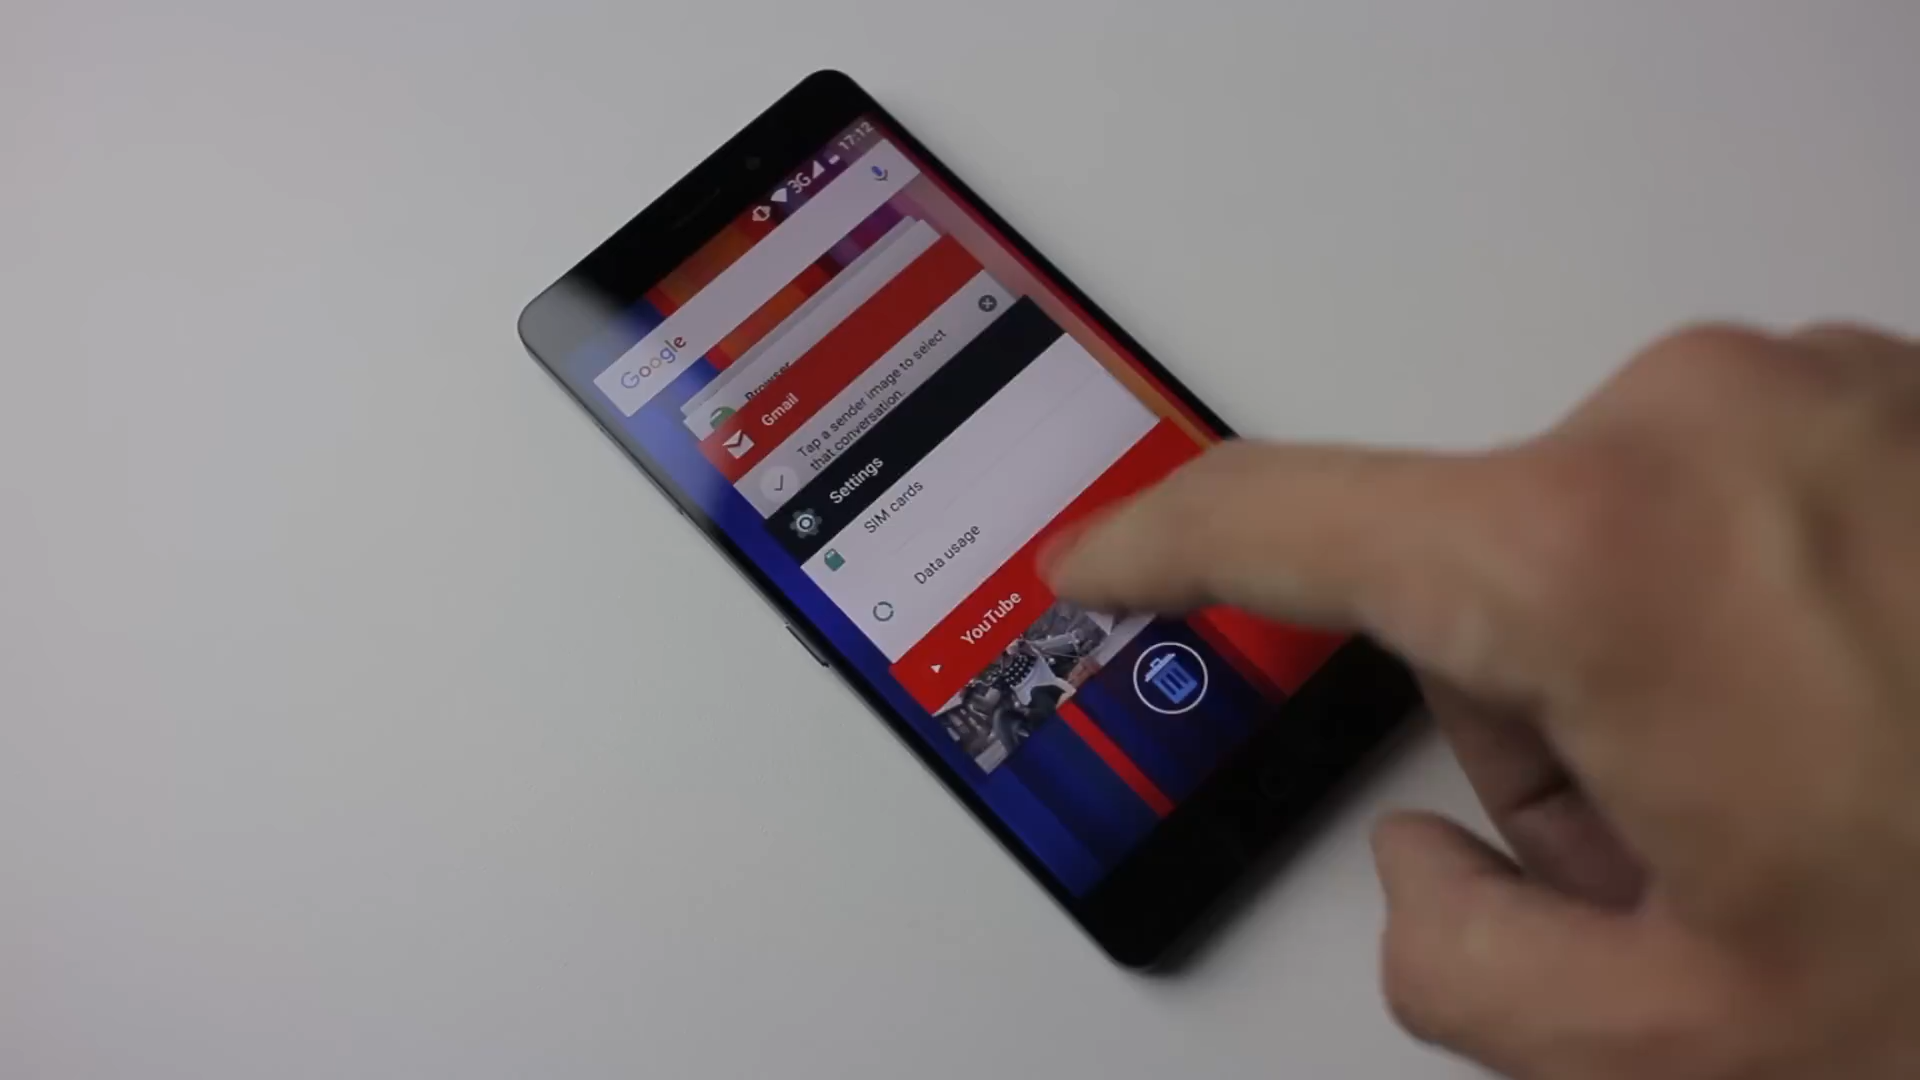 3G 17:12
Google
Browser
Gmail
Tap a sender image to select
that conversation.
Settings
SIM cards
Data usage
YouTube